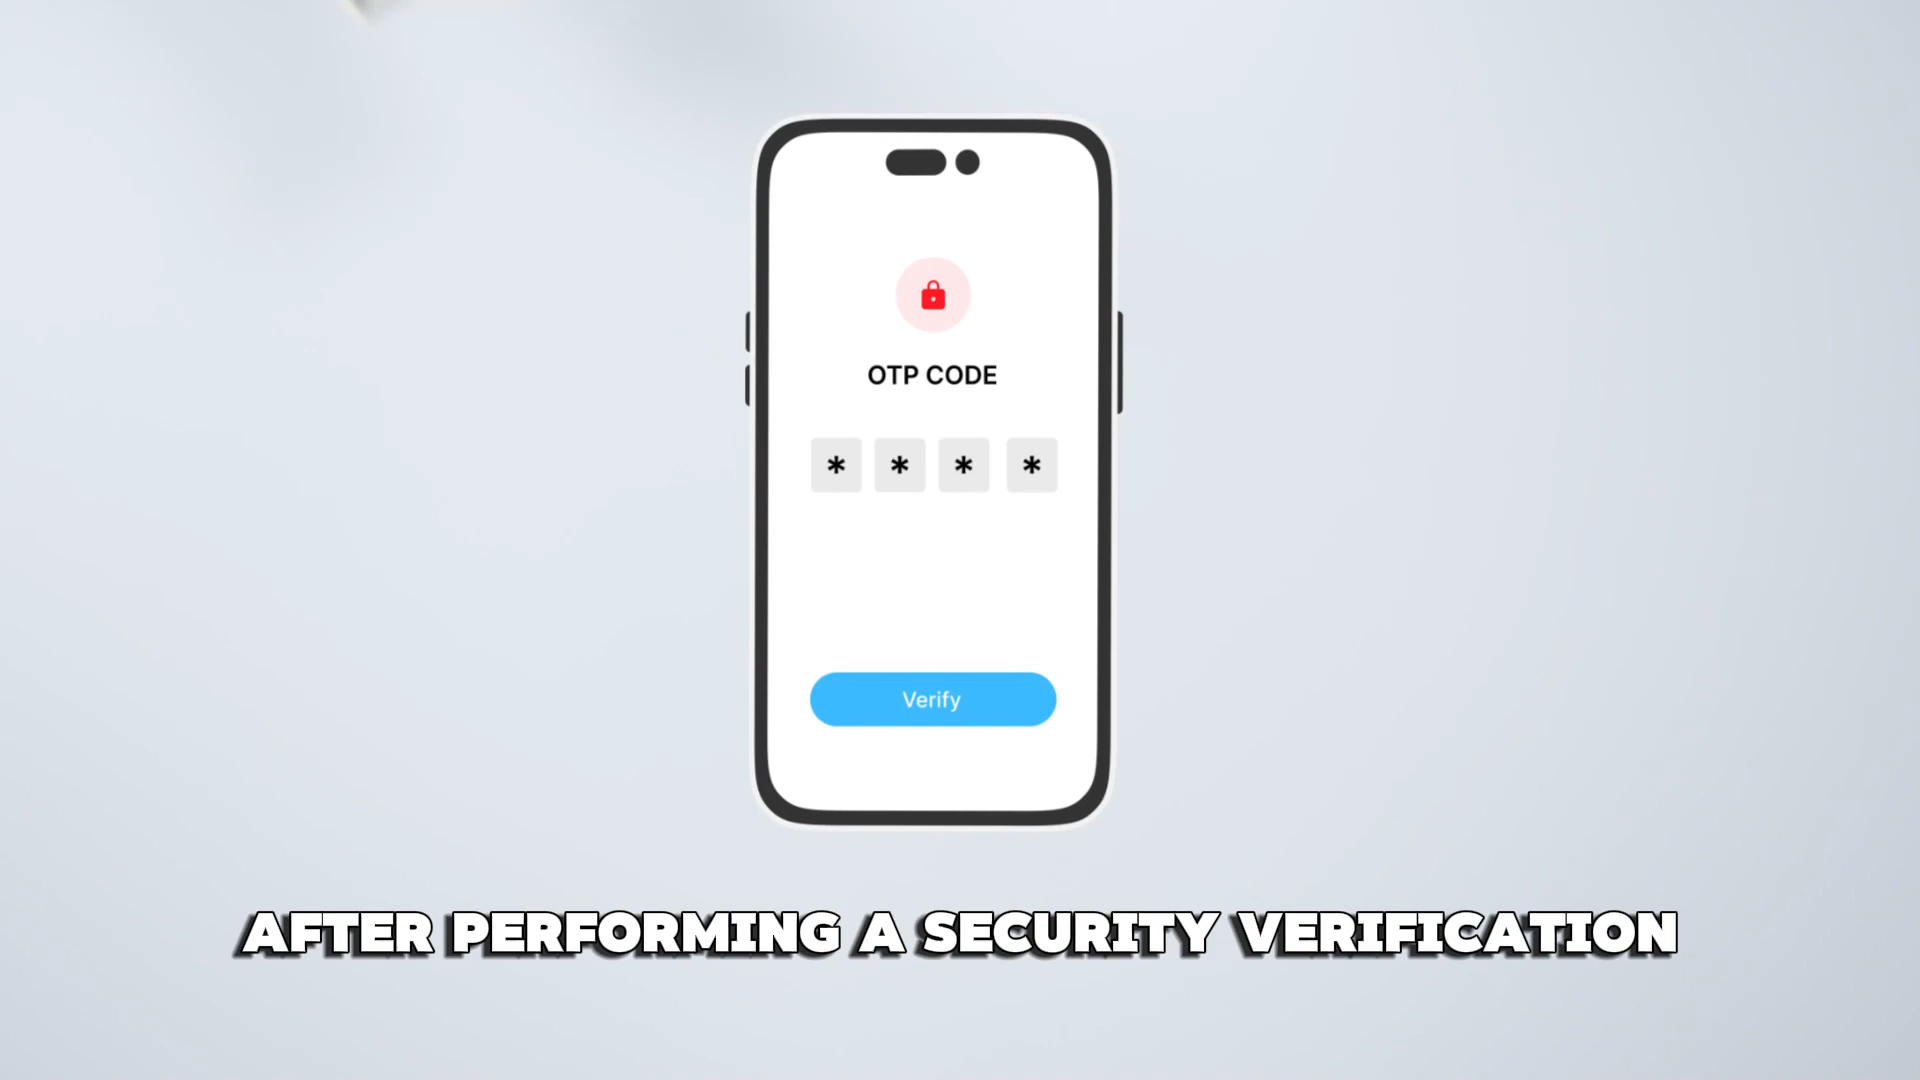 OTP CODE
* * * *
Verify
AFTER PERFORMING A SECURITY VERIFICATION